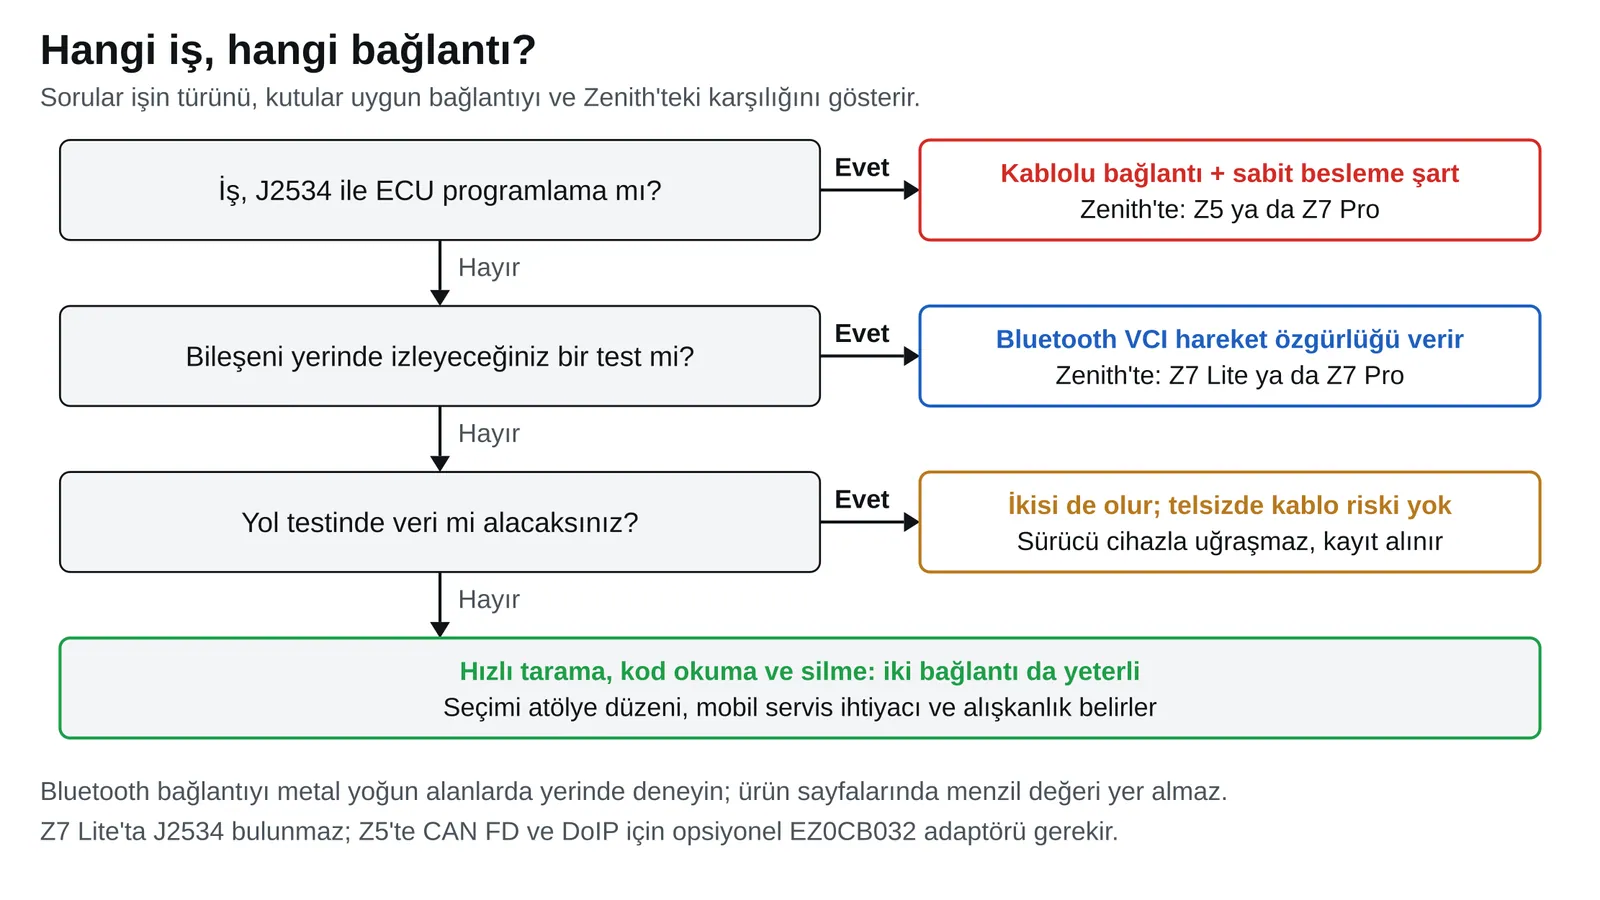 Hangi iş, hangi bağlantı?
Sorular işin türünü, kutular uygun bağlantıyı ve Zenith'teki karşılığını gösterir.
İş, J2534 ile ECU programlama mı?
Evet
Kablolu bağlantı + sabit besleme şart
Zenith'te: Z5 ya da Z7 Pro
Hayır
Bileşeni yerinde izleyeceğiniz bir test mi?
Evet
Bluetooth VCI hareket özgürlüğü verir
Zenith'te: Z7 Lite ya da Z7 Pro
Hayır
Yol testinde veri mi alacaksınız?
Evet
İkisi de olur; telsizde kablo riski yok
Sürücü cihazla uğraşmaz, kayıt alınır
Hayır
Hızlı tarama, kod okuma ve silme: iki bağlantı da yeterli
Seçimi atölye düzeni, mobil servis ihtiyacı ve alışkanlık belirler
Bluetooth bağlantıyı metal yoğun alanlarda yerinde deneyin; ürün sayfalarında menzil değeri yer almaz.
Z7 Lite'ta J2534 bulunmaz; Z5'te CAN FD ve DoIP için opsiyonel EZ0CB032 adaptörü gerekir.